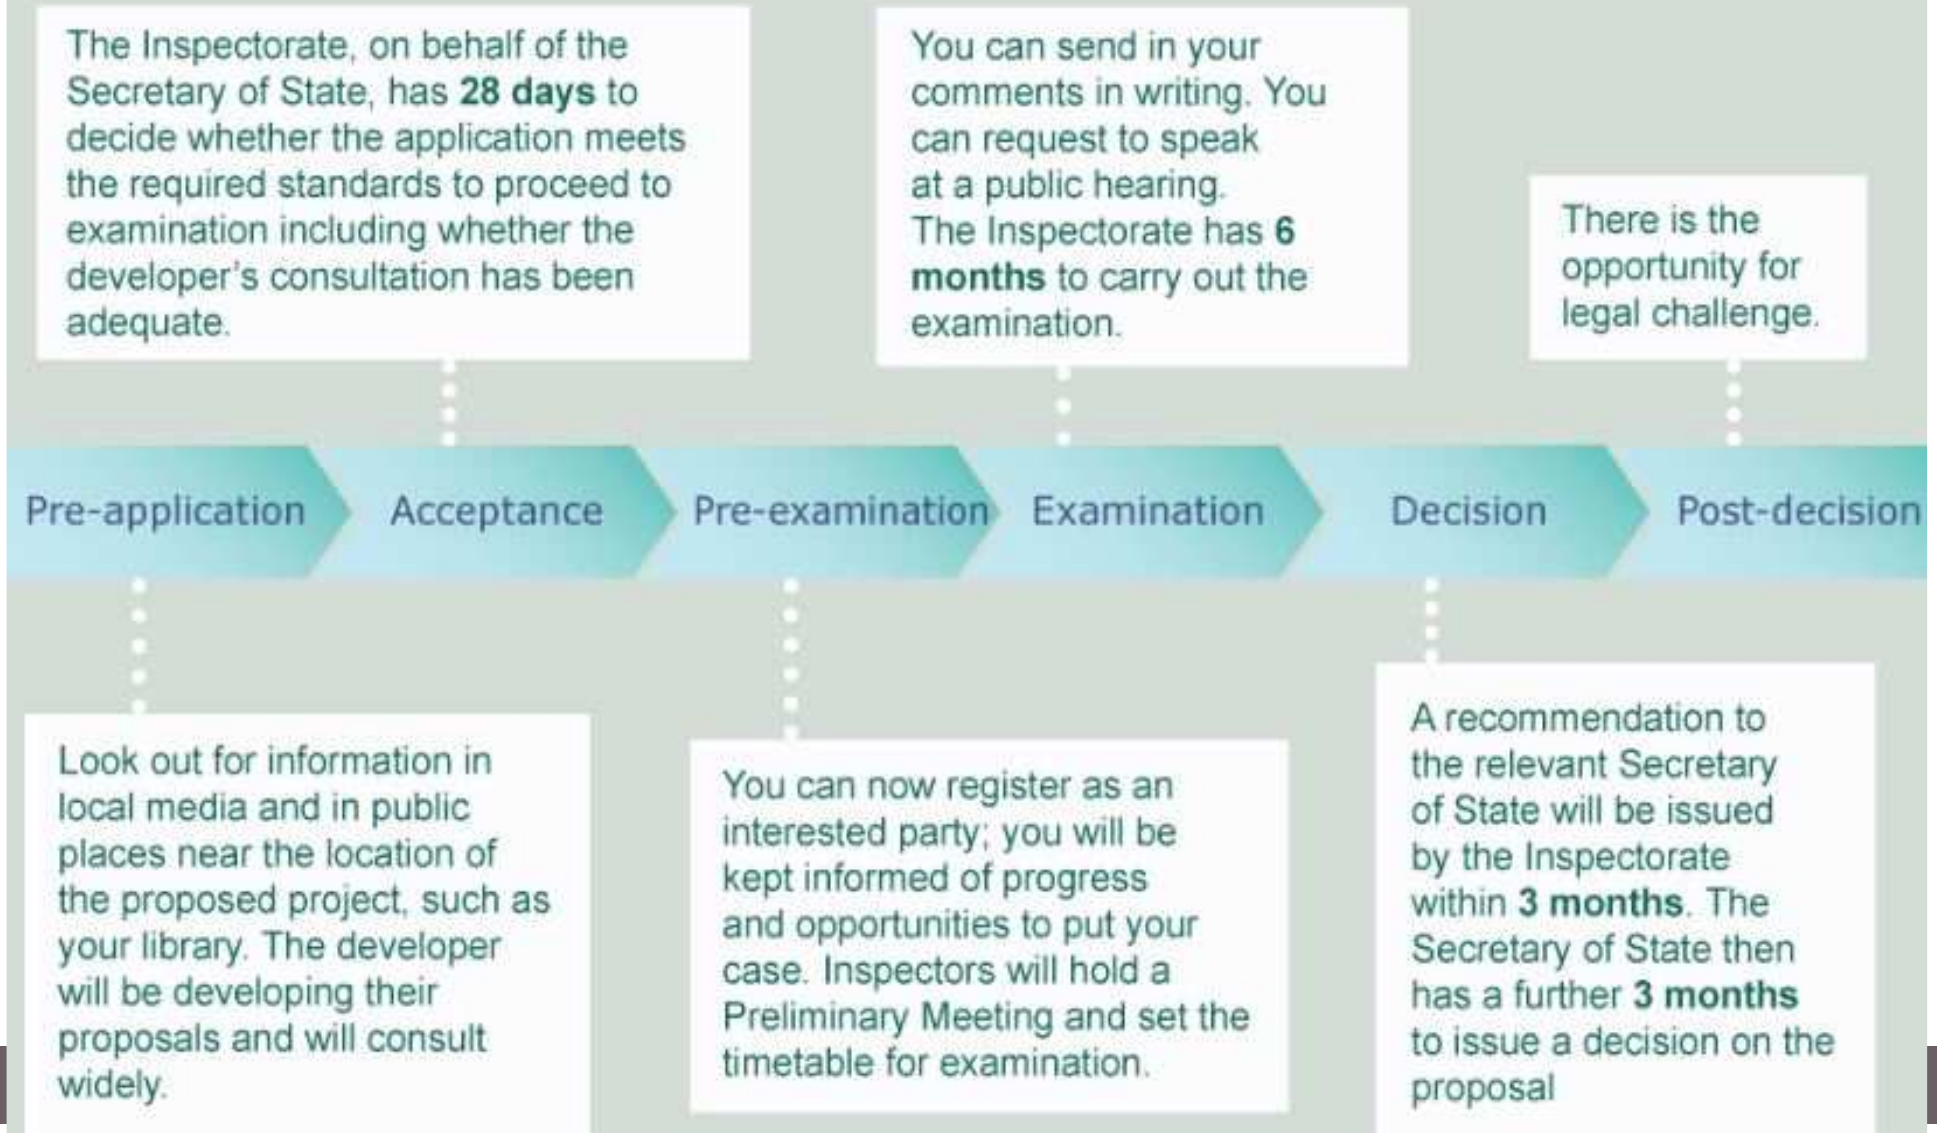 The Inspectorate, on behalf of the
Secretary of State, has 28 days to
decide whether the application meets
the required standards to proceed to
examination including whether the
developer's consultation has been
adequate.
You can send in your
comments in writing. You
can request to speak
at a public hearing.
The Inspectorate has 6
months to carry out the
examination.
There is the
opportunity for
legal challenge.
Pre-application
Acceptance
Pre-examination
Examination
Decision
Post-decision
Look out for information in
local media and in public
places near the location of
the proposed project, such as
your library. The developer
will be developing their
proposals and will consult
widely.
You can now register as an
interested party; you will be
kept informed of progress
and opportunities to put your
case. Inspectors will hold a
Preliminary Meeting and set the
timetable for examination.
A recommendation to
the relevant Secretary
of State will be issued
by the Inspectorate
within 3 months. The
Secretary of State then
has a further 3 months
to issue a decision on the
proposal